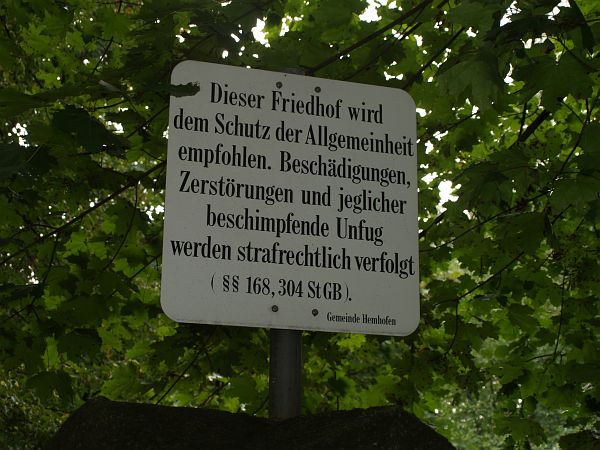 Dieser Friedhof wird
dem Schutz der Allgemeinheit
empfohlen. Beschädigungen,
Zerstörungen und jeglicher
beschimpfende Unfug
werden strafrechtlich verfolgt
( §§ 168, 304 StGB ).
Gemeinde Hemhofen